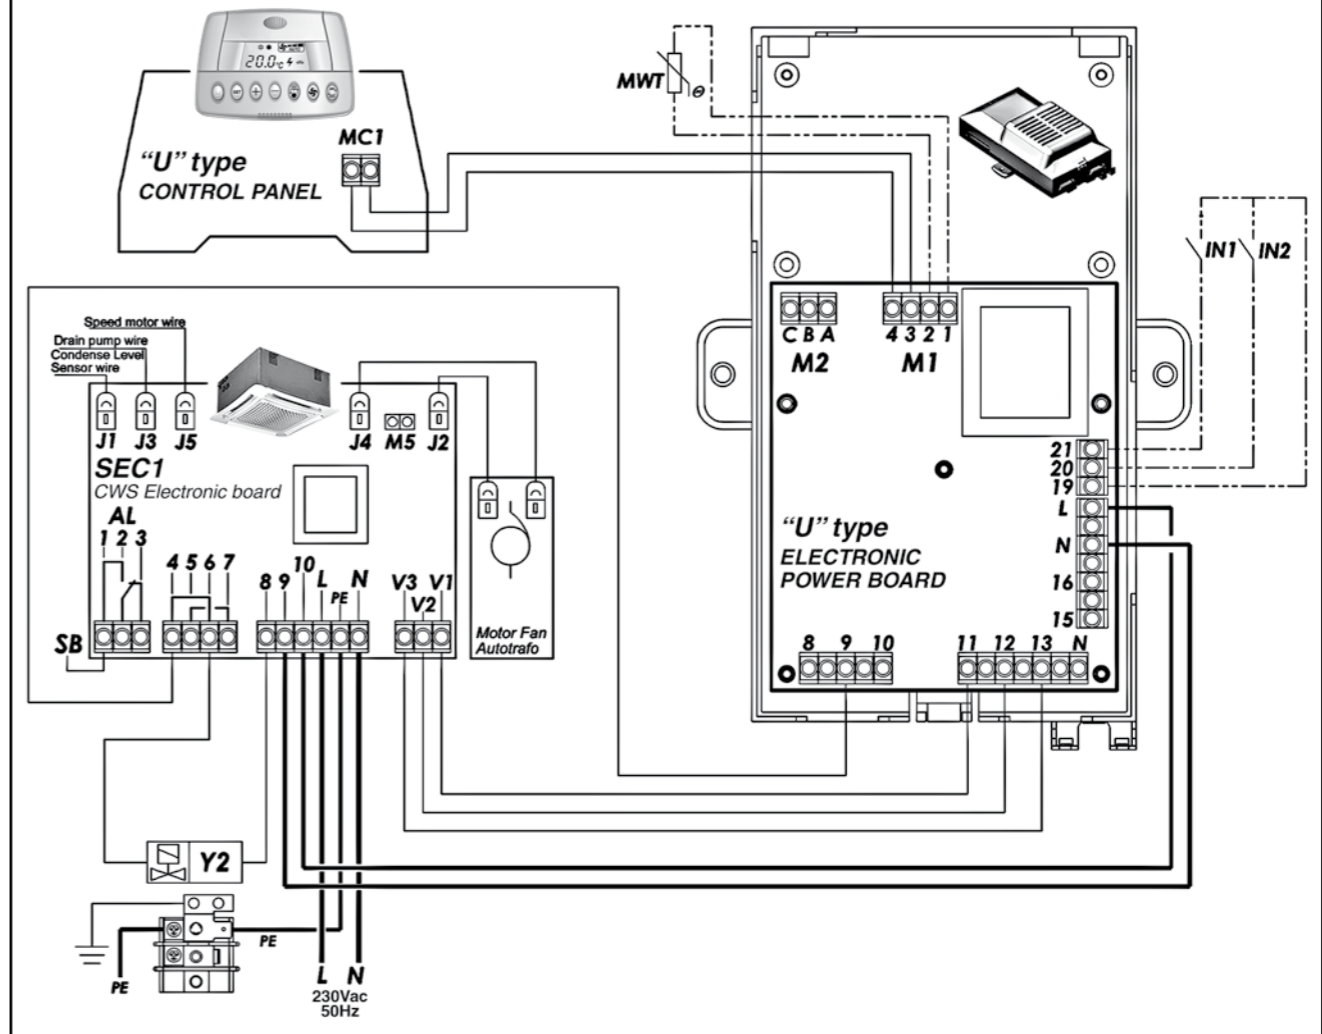 20.0°C
MC1
“U” type
CONTROL PANEL
MWT
θ
IN1
IN2
C B A
M2
4 3 2 1
M1
Speed motor wire
Drain pump wire
Condense Level
Sensor wire
J1
J3
J5
J4
M5
J2
SEC1
CWS Electronic board
AL
1 2 3
4 5 6 7
8 9
10
L
PE
N
V3
V2
V1
SB
Motor Fan
Autotrafo
21
20
19
L
N
16
15
“U” type
ELECTRONIC
POWER BOARD
8 9 10
11 12 13 N
Y2
PE
PE
L N
230Vac
50Hz